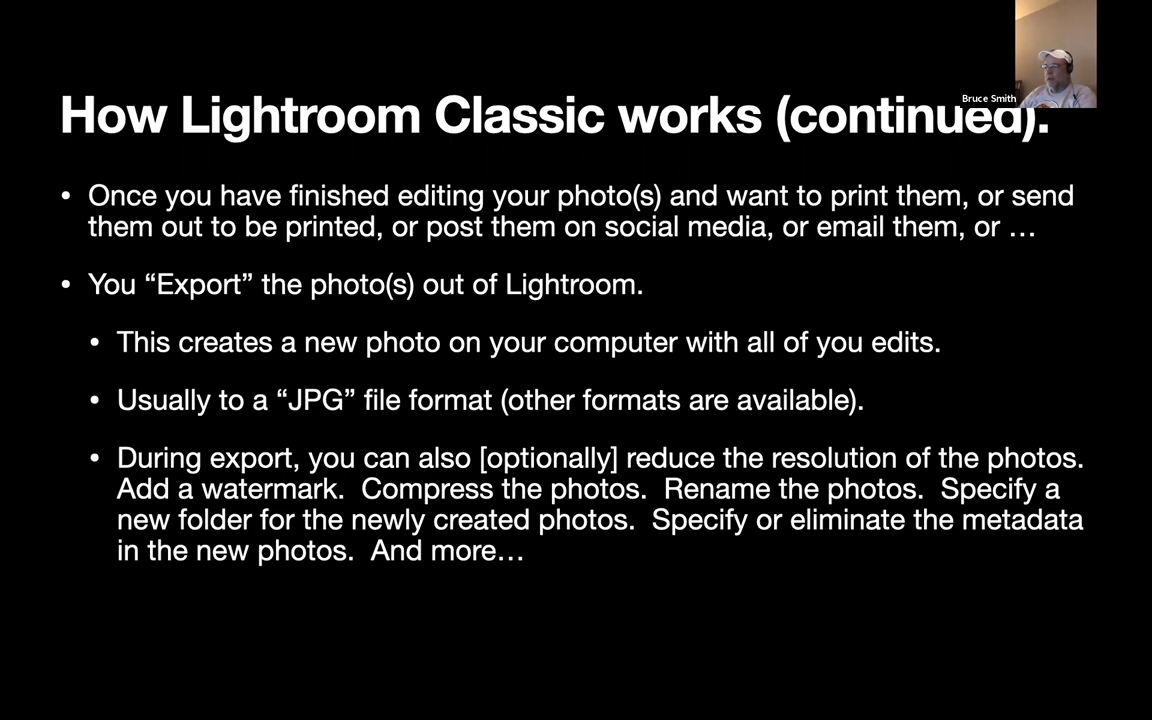 Bruce Smith
How Lightroom Classic works (continued).
• Once you have finished editing your photo(s) and want to print them, or send
them out to be printed, or post them on social media, or email them, or …
• You “Export” the photo(s) out of Lightroom.
• This creates a new photo on your computer with all of you edits.
• Usually to a “JPG” file format (other formats are available).
• During export, you can also [optionally] reduce the resolution of the photos.
Add a watermark.  Compress the photos.  Rename the photos.  Specify a
new folder for the newly created photos.  Specify or eliminate the metadata
in the new photos.  And more…